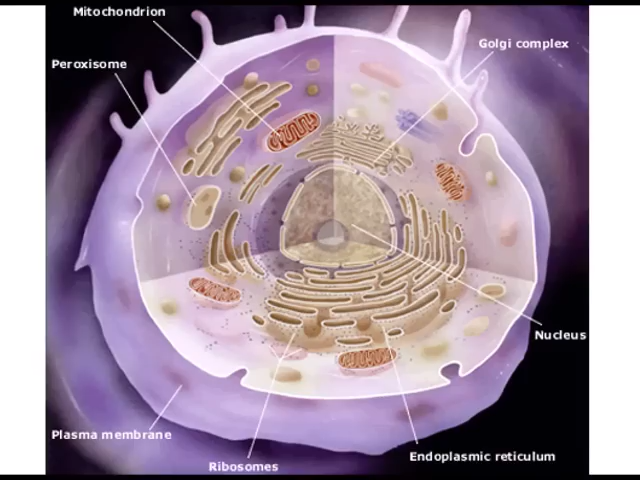 Mitochondrion
Golgi complex
Peroxisome
Nucleus
Plasma membrane
Endoplasmic reticulum
Ribosomes